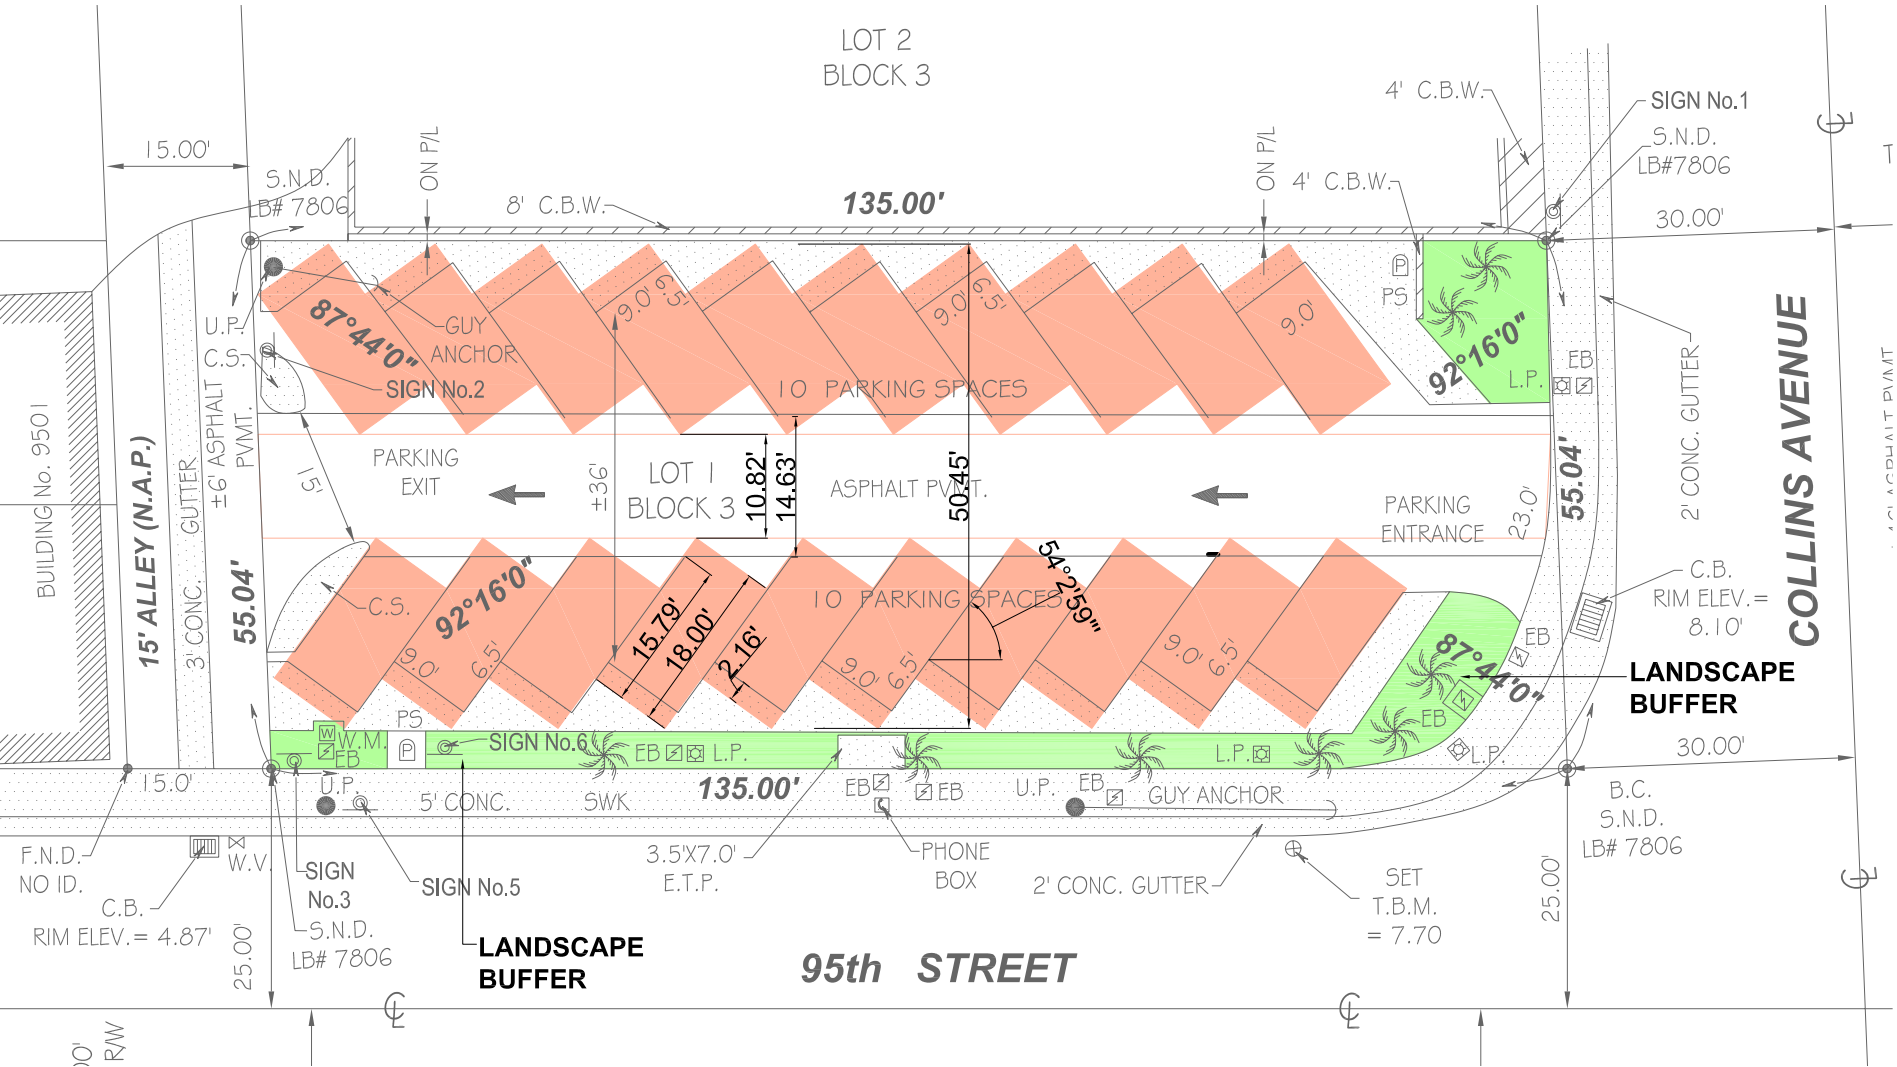 LOT 2
BLOCK 3
4' C.B.W.
SIGN No.1
S.N.D.
LB#7806
15.00'
S.N.D.
LB# 7806
ON P/L
8' C.B.W.
135.00'
ON P/L
4' C.B.W.
30.00'
T
P
PS
U.P.
C.S.
GUY
ANCHOR
SIGN No.2
87°44'0"
9.0'
6.5'
9.0'
6.5'
9.0'
92°16'0"
10 PARKING SPACES
L.P.
EB
2' CONC. GUTTER
COLLINS AVENUE
BUILDING No. 9501
15' ALLEY (N.A.P.)
3' CONC. GUTTER
±6' ASPHALT
PVMT.
55.04'
15'
PARKING
EXIT
±36'
LOT 1
BLOCK 3
10.82'
14.63'
ASPHALT PVMT.
50.45'
PARKING
ENTRANCE
23.0'
55.04'
C.S.
92°16'0"
9.0'
6.5'
15.79'
18.00'
2.16'
10 PARKING SPACES
54°2'59"'
9.0'
6.5'
9.0'
6.5'
C.B.
RIM ELEV.=
8.10'
EB
87°44'0"
EB
LANDSCAPE
BUFFER
L.P.
30.00'
PS
P
W
W.M.
EB
SIGN No.6
EB
L.P.
L.P.
15.0'
U.P.
5' CONC.
SWK
135.00'
EB
EB
U.P.
EB
GUY ANCHOR
B.C.
S.N.D.
LB# 7806
F.N.D.
NO ID.
W.V.
C.B.
RIM ELEV.= 4.87'
SIGN
No.3
SIGN No.5
S.N.D.
LB# 7806
25.00'
3.5'X7.0'
E.T.P.
PHONE
BOX
2' CONC. GUTTER
SET
T.B.M.
= 7.70
25.00'
LANDSCAPE
BUFFER
95th STREET
R/W